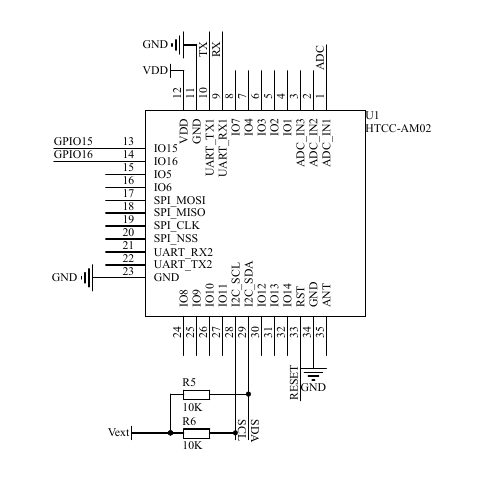 GND
TX
RX
ADC
VDD
12
11
10
9
8
7
6
5
4
3
2
1
U1
HTCC-AM02
VDD
GND
UART_TX1
UART_RX1
IO7
IO4
IO3
IO2
IO1
ADC_IN3
ADC_IN2
ADC_IN1
GPIO15
13
IO15
GPIO16
14
IO16
15
IO5
16
IO6
17
SPI_MOSI
18
SPI_MISO
19
SPI_CLK
20
SPI_NSS
21
UART_RX2
22
UART_TX2
GND
23
GND
IO8
IO9
IO10
IO11
I2C_SCL
I2C_SDA
IO12
IO13
IO14
RST
GND
ANT
24
25
26
27
28
29
30
31
32
33
34
35
RESET
GND
R5
10K
Vext
R6
10K
SCL
SDA